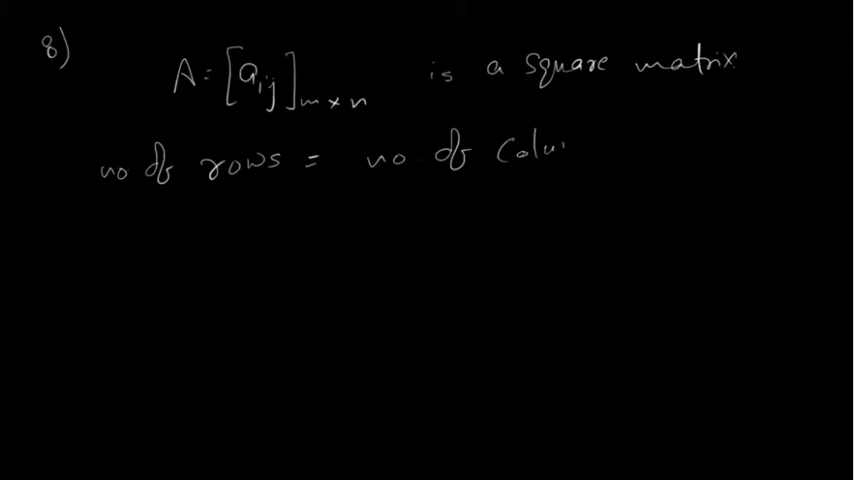 8) A = [aij]m×n is a square matrix
no of rows = no. of Colu